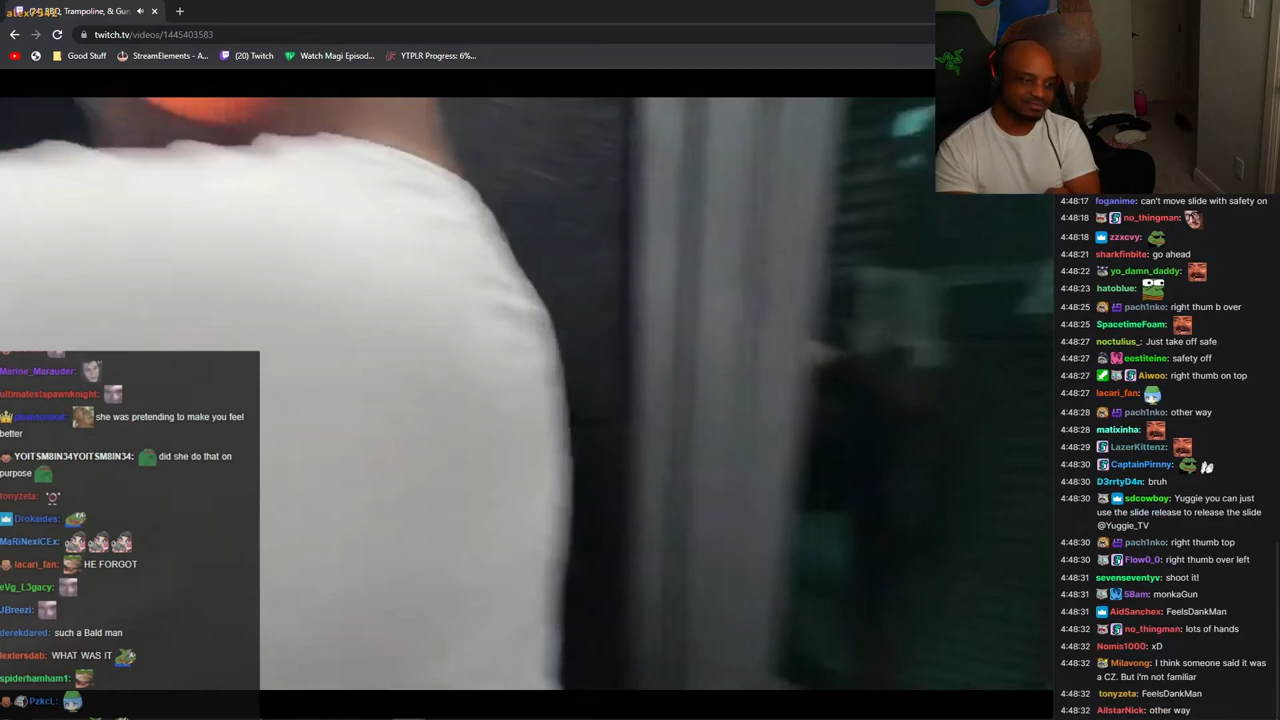 (74) BBQ, Trampoline, & Gun
twitch.tv/videos/1445403583
Good Stuff
StreamElements - A...
(20) Twitch
Watch Magi Episod...
YTPLR Progress: 6%...
4:48:17 foganime: can't move slide with safety on
4:48:18 no_thingman:
4:48:18 zzxcvy:
4:48:21 sharkfinbite: go ahead
4:48:22 yo_damn_daddy:
4:48:23 hatoblue:
4:48:25 pach1nko: right thum b over
4:48:25 SpacetimeFoam:
4:48:27 noctulius_: Just take off safe
4:48:27 eestiteine: safety off
4:48:27 Aiwoo: right thumb on top
4:48:27 lacari_fan:
4:48:28 pach1nko: other way
4:48:28 matixinha:
4:48:29 LazerKittenz:
4:48:30 CaptainPirnny:
4:48:30 D3rrtyD4n: bruh
4:48:30 sdcowboy: Yuggie you can just
use the slide release to release the slide
@Yuggie_TV
4:48:30 pach1nko: right thumb top
4:48:30 Flow0_0: right thumb over left
4:48:31 sevenseventyv: shoot it!
4:48:31 5Bam: monkaGun
4:48:31 AidSanchex: FeelsDankMan
4:48:32 no_thingman: lots of hands
4:48:32 Nomis1000: xD
4:48:32 Milavong: I think someone said it was
a CZ. But i'm not familiar
4:48:32 tonyzeta: FeelsDankMan
4:48:32 AllstarNick: other way
Marine_Marauder:
ultimatestspawnknight:
phantomkat: she was pretending to make you feel
better
YOITSM8IN34YOITSM8IN34: did she do that on
purpose
tonyzeta:
Drokaides:
MaRiNexICEx:
lacari_fan: HE FORGOT
eVg_L3gacy:
JBreezi:
derekdared: such a Bald man
lextersdab: WHAT WAS IT
spiderhamham1:
PzkcL: